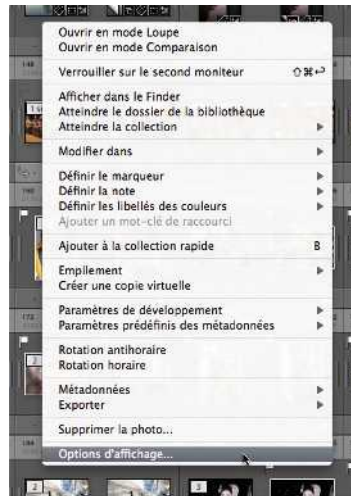 Ouvrir en mode Loupe
Ouvrir en mode Comparaison
Verrouiller sur le second moniteur ⇧⌘↩
Afficher dans le Finder
Atteindre le dossier de la bibliothèque
Atteindre la collection
Modifier dans
Définir le marqueur
Définir la note
Définir les libellés des couleurs
Ajouter un mot-clé de raccourci
Ajouter à la collection rapide B
Empilement
Créer une copie virtuelle
Paramètres de développement
Paramètres prédéfinis des métadonnées
Rotation antihoraire
Rotation horaire
Métadonnées
Exporter
Supprimer la photo...
Options d'affichage...